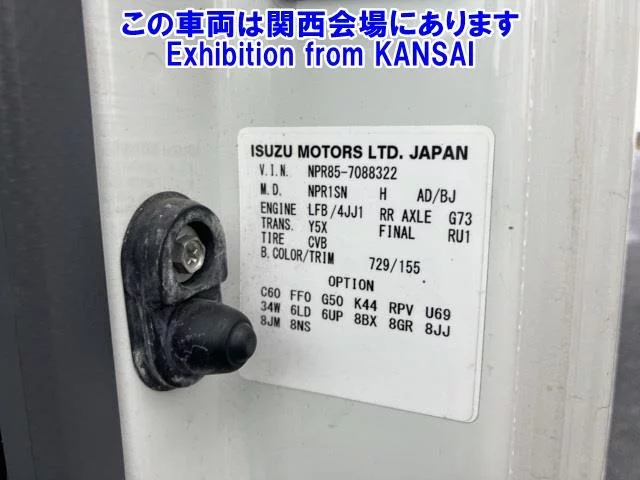 この車両は関西会場にあります
Exhibition from KANSAI
ISUZU MOTORS LTD. JAPAN
V.I.N. NPR85-7088322
M.D. NPR1SN H AD/BJ
ENGINE LFB/4JJ1 RR AXLE G73
TRANS. Y5X FINAL RU1
TIRE CVB
B.COLOR/TRIM 729/155
OPTION
C60 FFO G50 K44 RPV U69
34W 6LD 6UP 8BX 8GR 8JJ
8JM 8NS